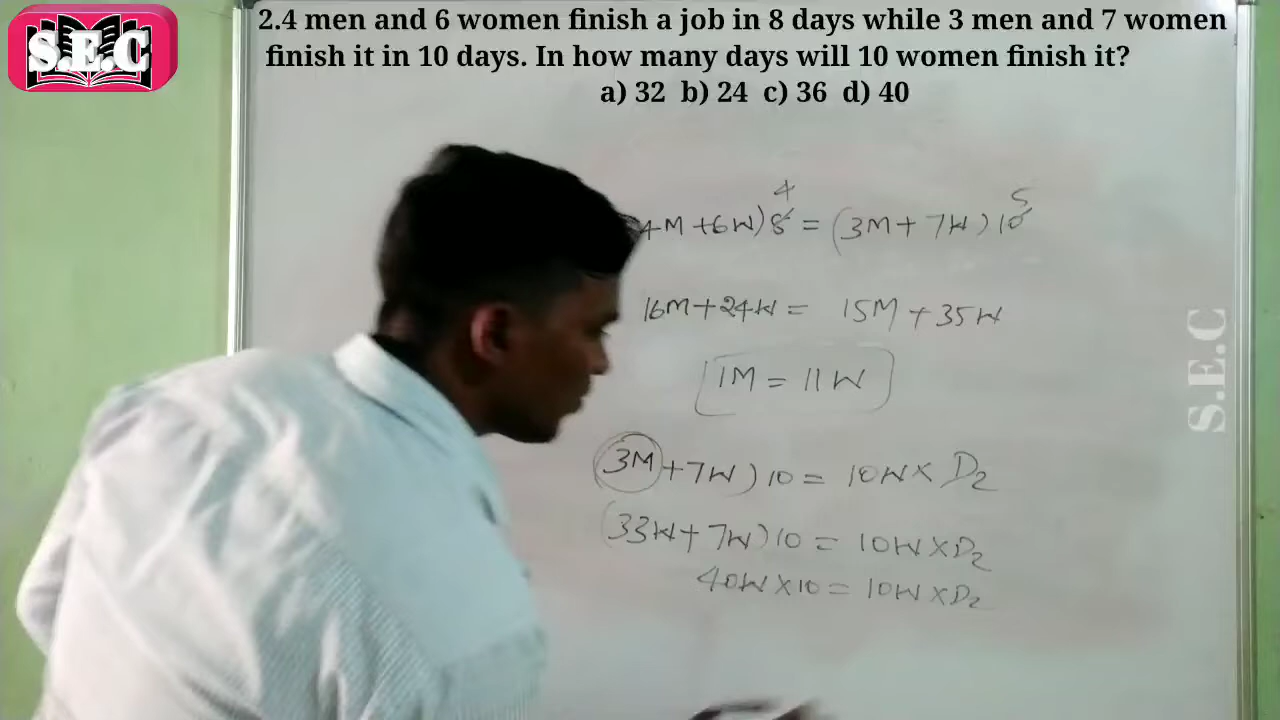 S.E.C
2.4 men and 6 women finish a job in 8 days while 3 men and 7 women
finish it in 10 days. In how many days will 10 women finish it?
a) 32 b) 24 c) 36 d) 40
4 5
4M +6W) 8 = (3M + 7W) 10
16M+24W = 15M + 35W
1M = 11W
3M +7W) 10 = 10W × D2
(33W+ 7W) 10 = 10W × D2
40W × 10 = 10W × D2
S.E.C